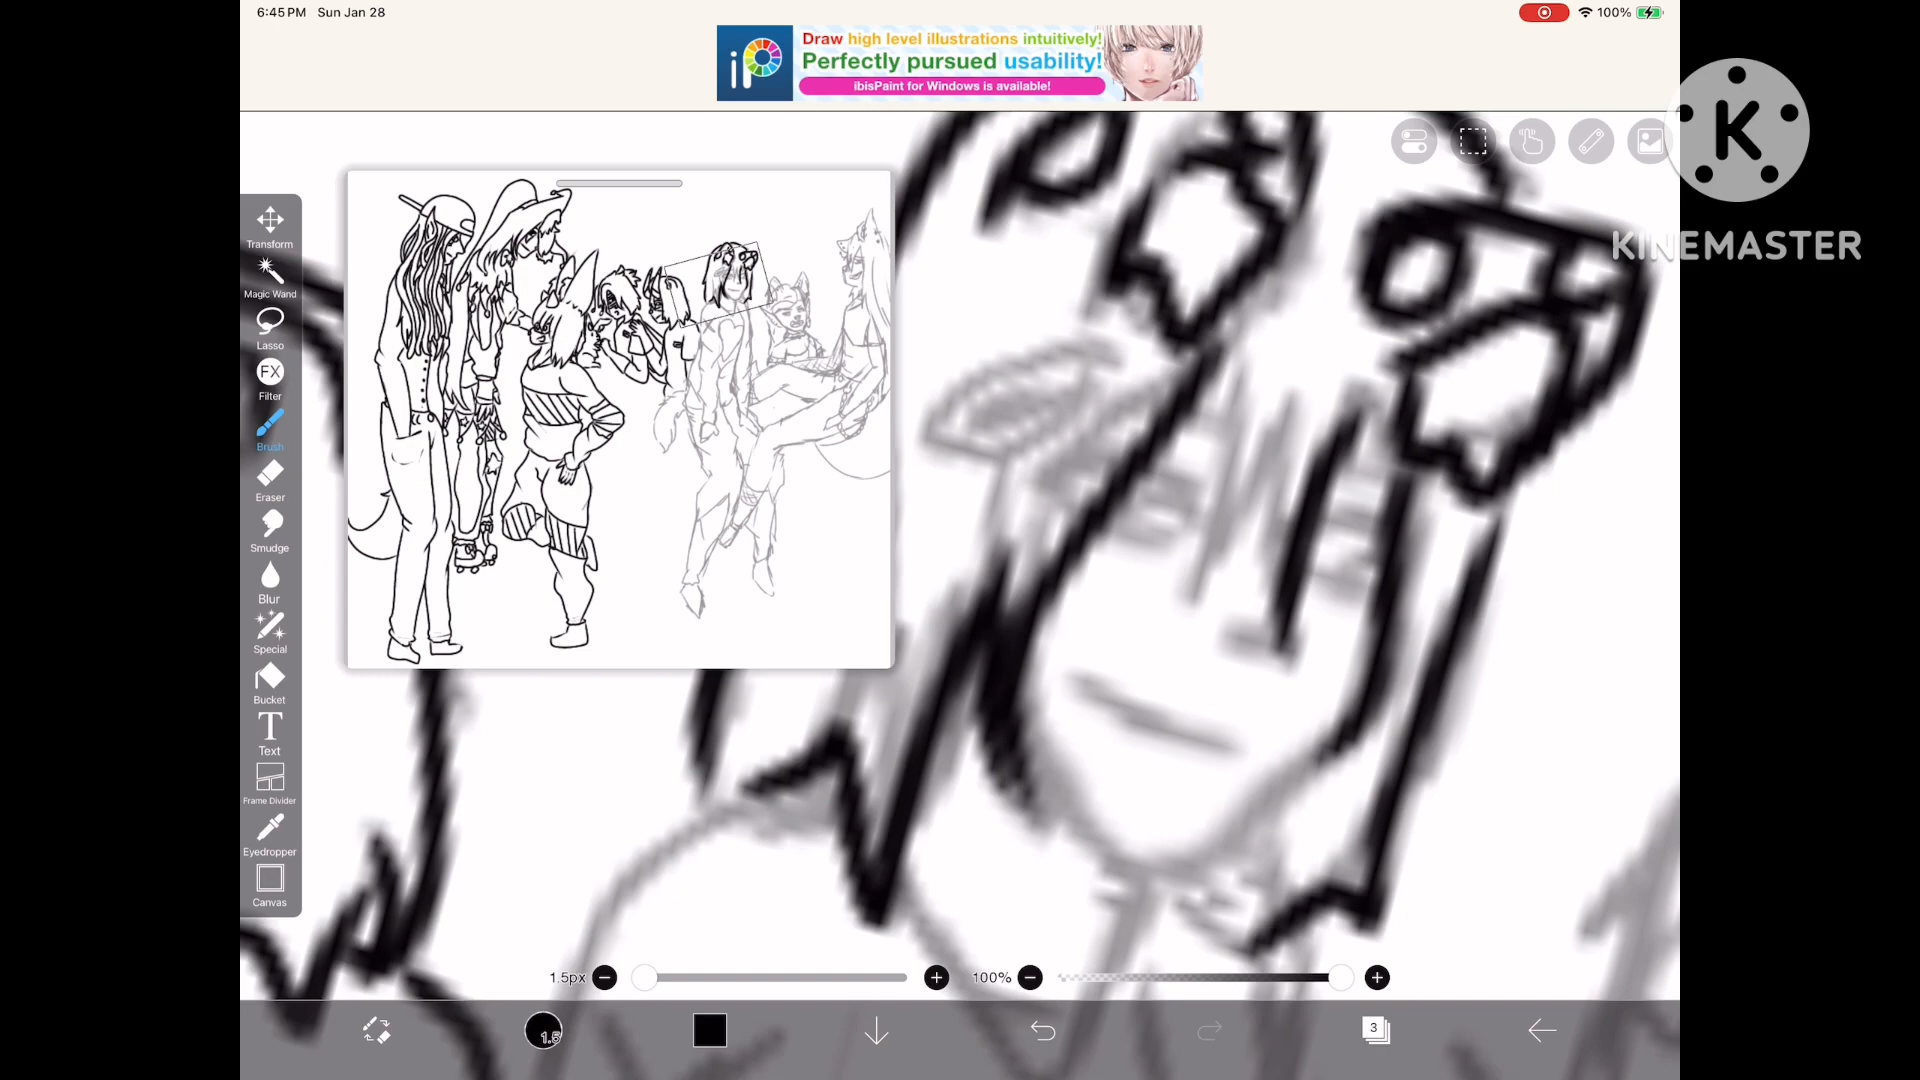 6:45 PM Sun Jan 28
100%
iP
Draw high level illustrations intuitively!
Perfectly pursued usability!
ibisPaint for Windows is available!
K
KINEMASTER
Transform
Magic Wand
Lasso
FX
Filter
Brush
Eraser
Smudge
Blur
Special
Bucket
T
Text
Frame Divider
Eyedropper
Canvas
1.5px
100%
1.5
3